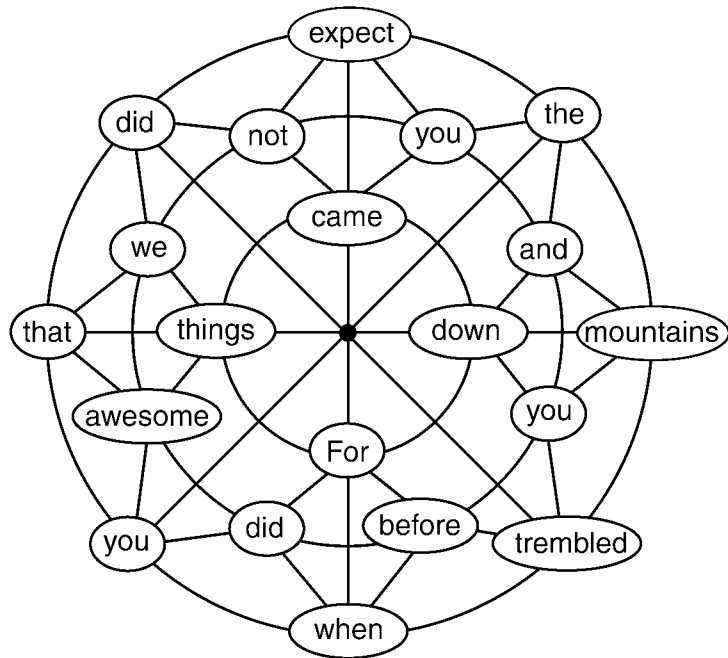 expect
did
the
not
you
came
we
and
that
things
down
mountains
awesome
you
For
did
before
you
trembled
when